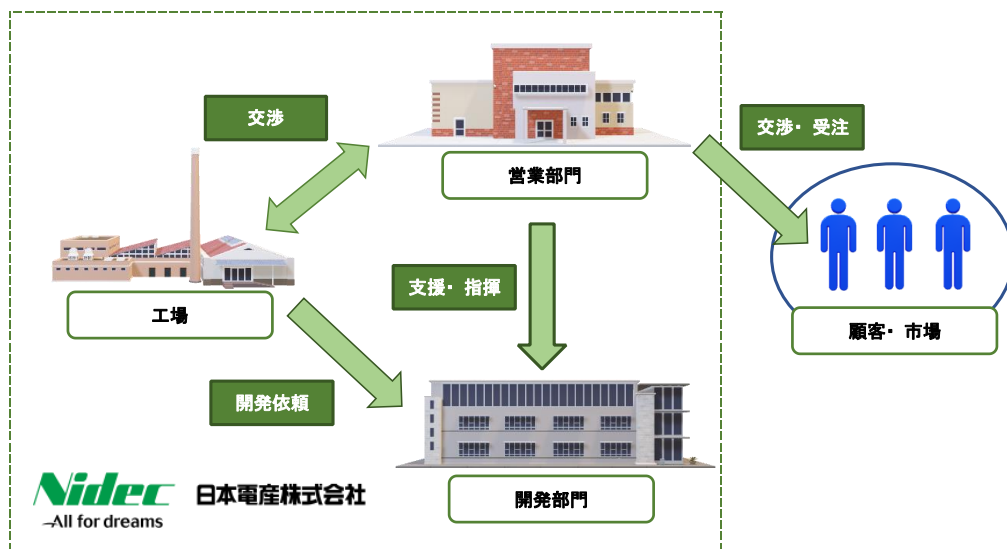 交渉
営業部門
交渉・ 受注
工場
支援・ 指揮
顧客・ 市場
開発依頼
開発部門
Nidec
日本電産株式会社
-All for dreams